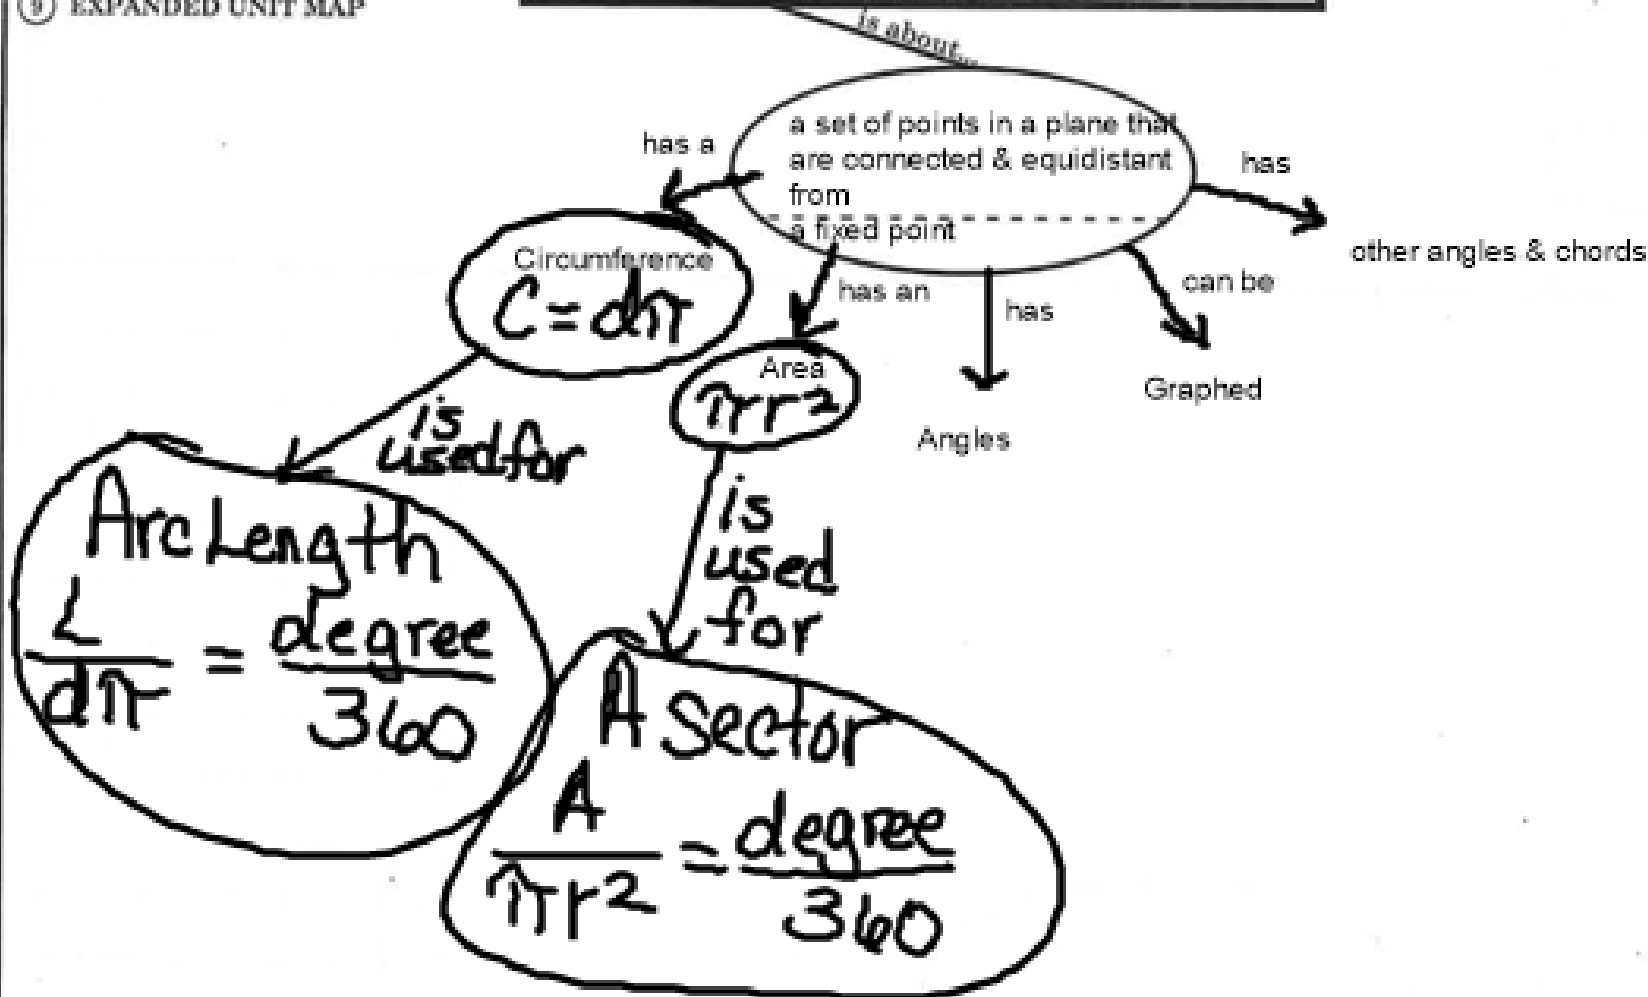 9 EXPANDED UNIT MAP
is about...
a set of points in a plane that
are connected & equidistant
from
a fixed point
has a
has
Circumference
C = dπ
other angles & chords
has an
has
can be
Area
πr²
Graphed
Angles
is
used for
is
used
for
Arc Length
L
dπ
=
degree
360
A Sector
A
πr²
=
degree
360